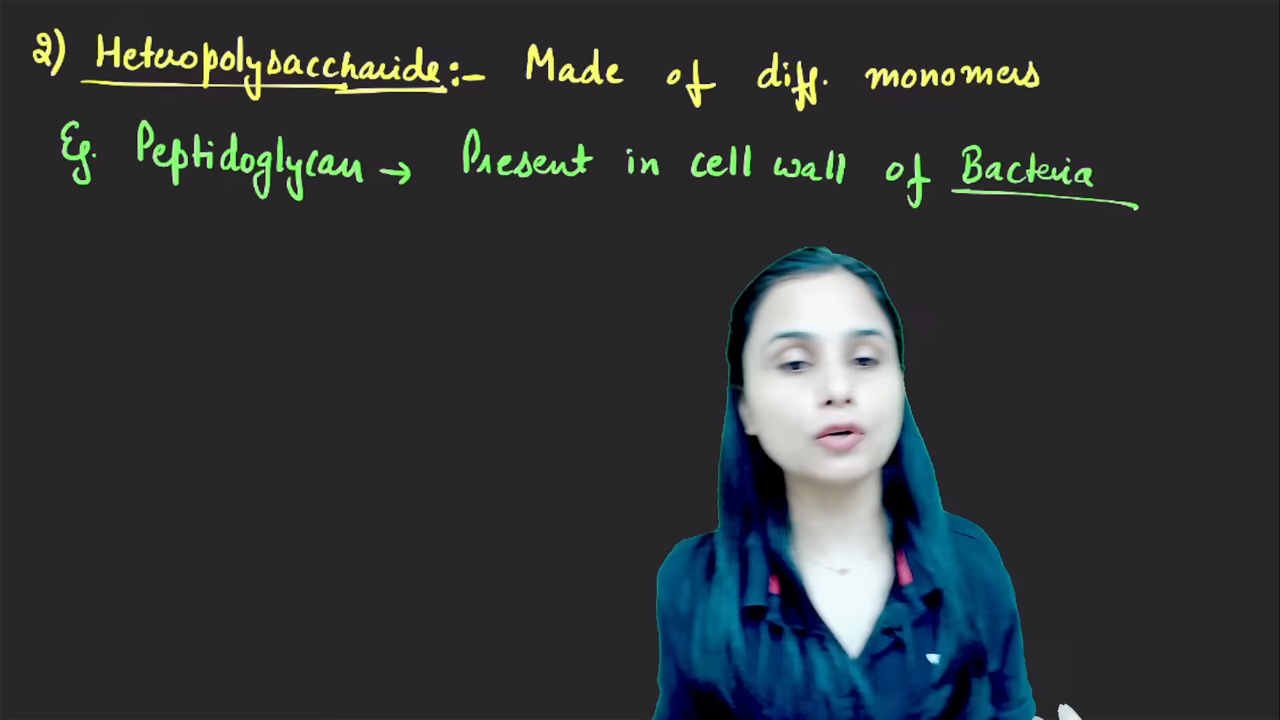 2) Heteropolysaccharide:- Made of diff. monomers
Eg. Peptidoglycan → Present in cell wall of Bacteria